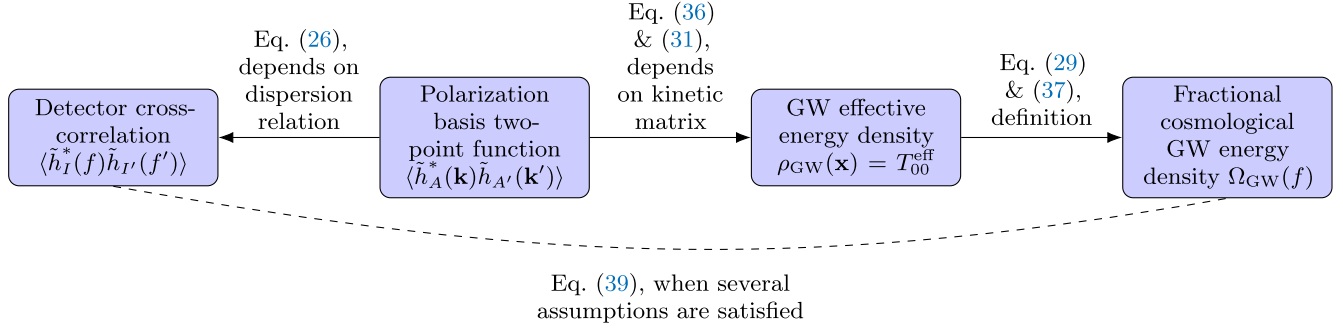 Detector cross-
correlation
⟨h̃*_I(f)h̃_{I′}(f′)⟩
Eq. (26),
depends on
dispersion
relation
Polarization
basis two-
point function
⟨h̃*_A(𝐤)h̃_{A′}(𝐤′)⟩
Eq. (36)
& (31),
depends
on kinetic
matrix
GW effective
energy density
ρ_GW(𝐱) = T_00^eff
Eq. (29)
& (37),
definition
Fractional
cosmological
GW energy
density Ω_GW(f)
Eq. (39), when several
assumptions are satisfied